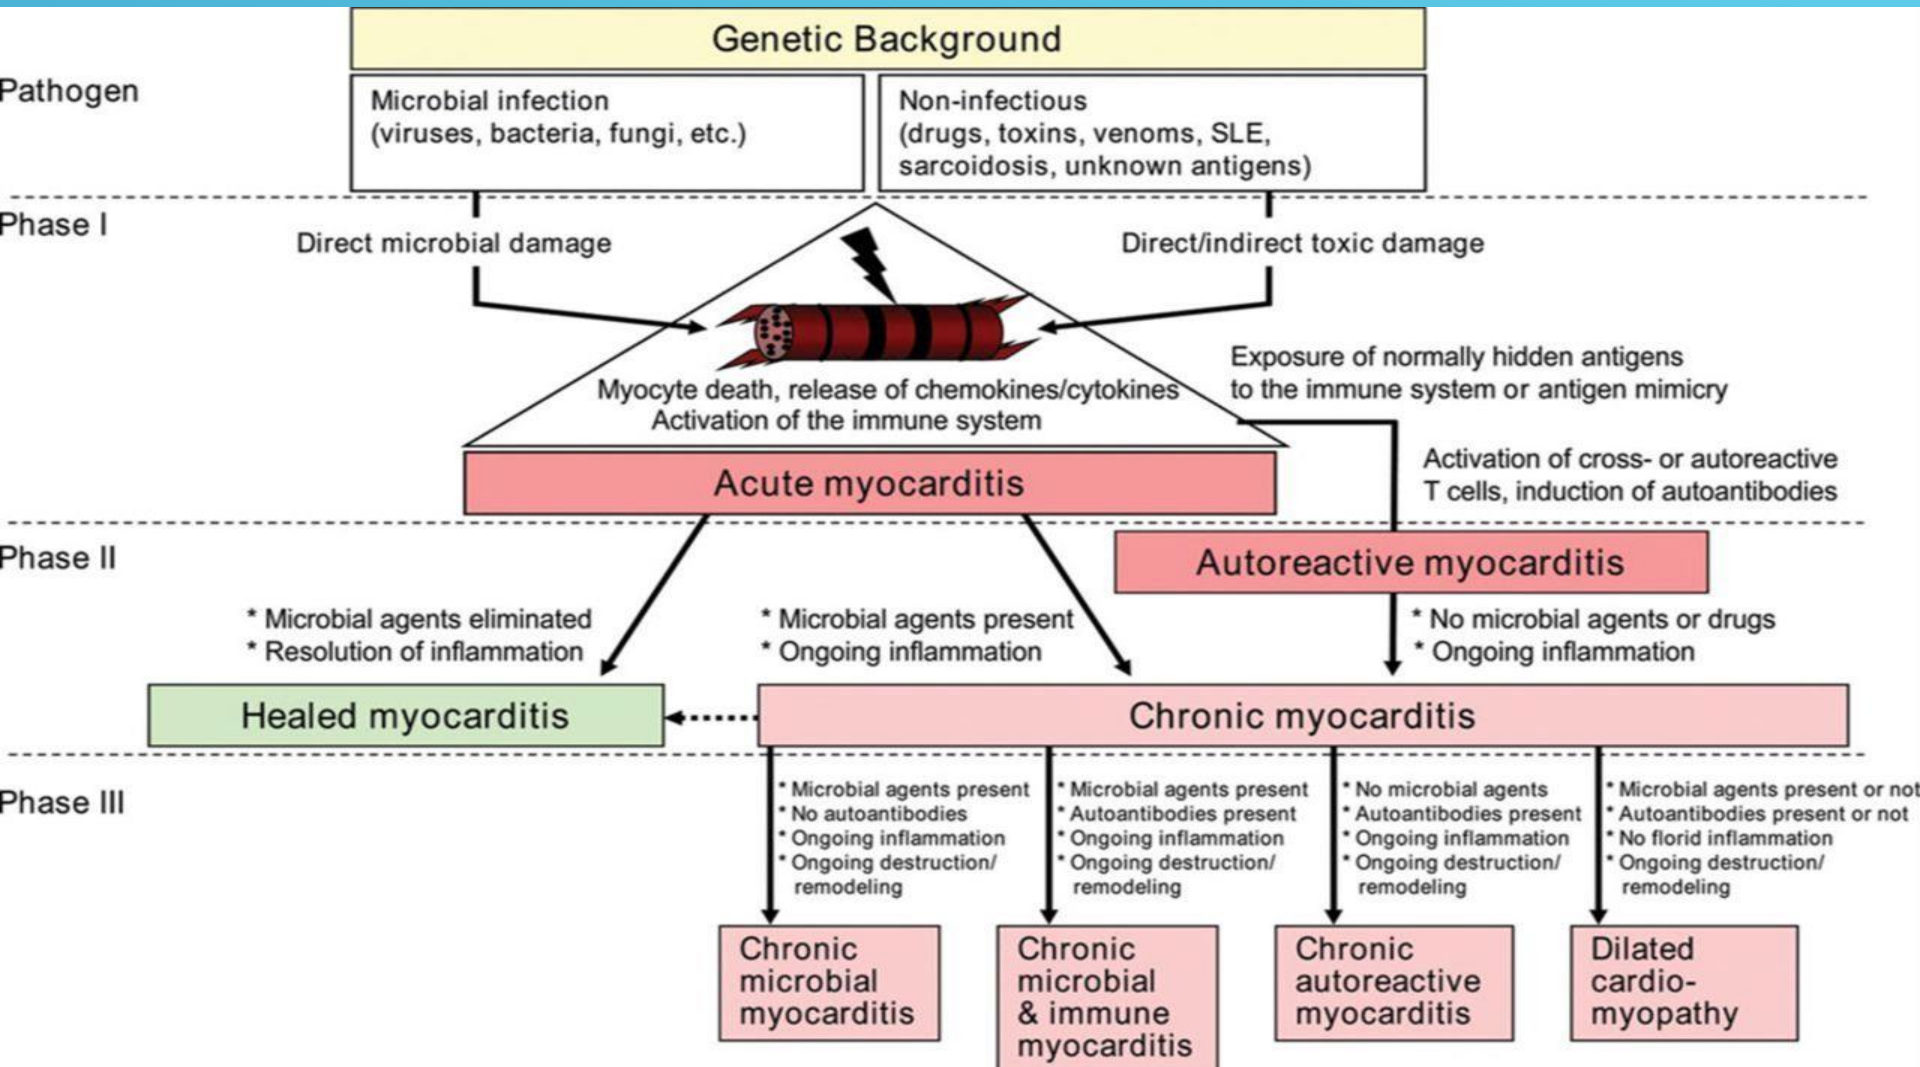 Genetic Background
Pathogen
Microbial infection
(viruses, bacteria, fungi, etc.)
Non-infectious
(drugs, toxins, venoms, SLE,
sarcoidosis, unknown antigens)
Phase I
Direct microbial damage
Direct/indirect toxic damage
Myocyte death, release of chemokines/cytokines
Activation of the immune system
Exposure of normally hidden antigens
to the immune system or antigen mimicry
Activation of cross- or autoreactive
T cells, induction of autoantibodies
Acute myocarditis
Phase II
Autoreactive myocarditis
* Microbial agents eliminated
* Resolution of inflammation
* Microbial agents present
* Ongoing inflammation
* No microbial agents or drugs
* Ongoing inflammation
Healed myocarditis
Chronic myocarditis
Phase III
* Microbial agents present
* No autoantibodies
* Ongoing inflammation
* Ongoing destruction/
remodeling
* Microbial agents present
* Autoantibodies present
* Ongoing inflammation
* Ongoing destruction/
remodeling
* No microbial agents
* Autoantibodies present
* Ongoing inflammation
* Ongoing destruction/
remodeling
* Microbial agents present or not
* Autoantibodies present or not
* No florid inflammation
* Ongoing destruction/
remodeling
Chronic
microbial
myocarditis
Chronic
microbial
& immune
myocarditis
Chronic
autoreactive
myocarditis
Dilated
cardio-
myopathy